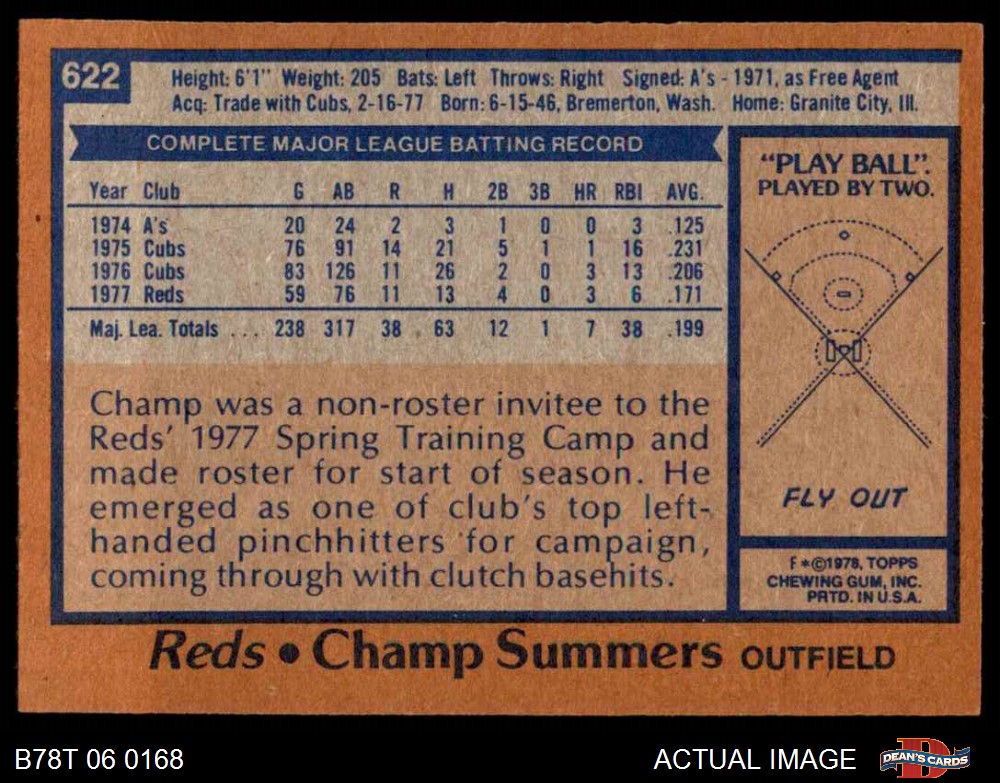 622
Height: 6'1" Weight: 205 Bats: Left Throws: Right Signed: A's - 1971, as Free Agent
Acq: Trade with Cubs, 2-16-77 Born: 6-15-46, Bremerton, Wash. Home: Granite City, Ill.
COMPLETE MAJOR LEAGUE BATTING RECORD
Year Club G AB R H 2B 3B HR RBI AVG.
1974 A's 20 24 2 3 1 0 0 3 .125
1975 Cubs 76 91 14 21 5 1 1 16 .231
1976 Cubs 83 126 11 26 2 0 3 13 .206
1977 Reds 59 76 11 13 4 0 3 6 .171
Maj. Lea. Totals ... 238 317 38 63 12 1 7 38 .199
Champ was a non-roster invitee to the
Reds' 1977 Spring Training Camp and
made roster for start of season. He
emerged as one of club's top left-
handed pinchhitters for campaign,
coming through with clutch basehits.
"PLAY BALL".
PLAYED BY TWO.
FLY OUT
F*©1978, TOPPS
CHEWING GUM, INC.
PRTD. IN U.S.A.
Reds • Champ Summers OUTFIELD
B78T 06 0168
ACTUAL IMAGE
D
DEAN'S CARDS